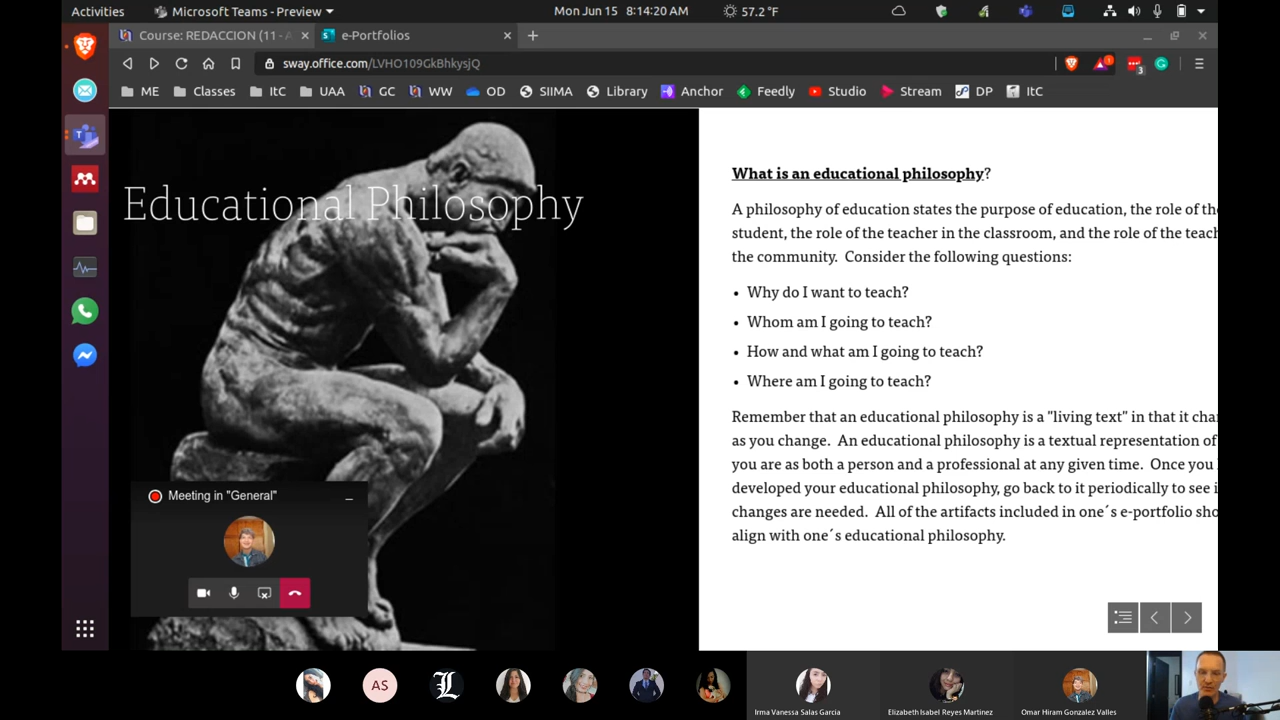 Activities
Microsoft Teams - Preview
Mon Jun 15 8:14:20 AM
57.2 °F
Course: REDACCION (11 - A
e-Portfolios
sway.office.com/LVHO109GkBhkysjQ
1
3
ME
Classes
ItC
UAA
GC
WW
OD
SIIMA
Library
Anchor
Feedly
Studio
Stream
DP
ItC
Educational Philosophy
What is an educational philosophy?
A philosophy of education states the purpose of education, the role of the
student, the role of the teacher in the classroom, and the role of the teach
the community. Consider the following questions:
• Why do I want to teach?
• Whom am I going to teach?
• How and what am I going to teach?
• Where am I going to teach?
Remember that an educational philosophy is a "living text" in that it cha
as you change. An educational philosophy is a textual representation of
you are as both a person and a professional at any given time. Once you
developed your educational philosophy, go back to it periodically to see i
changes are needed. All of the artifacts included in one´s e-portfolio sho
align with one´s educational philosophy.
Meeting in "General"
AS
L
Irma Vanessa Salas Garcia
Elizabeth Isabel Reyes Martinez
Omar Hiram Gonzalez Valles